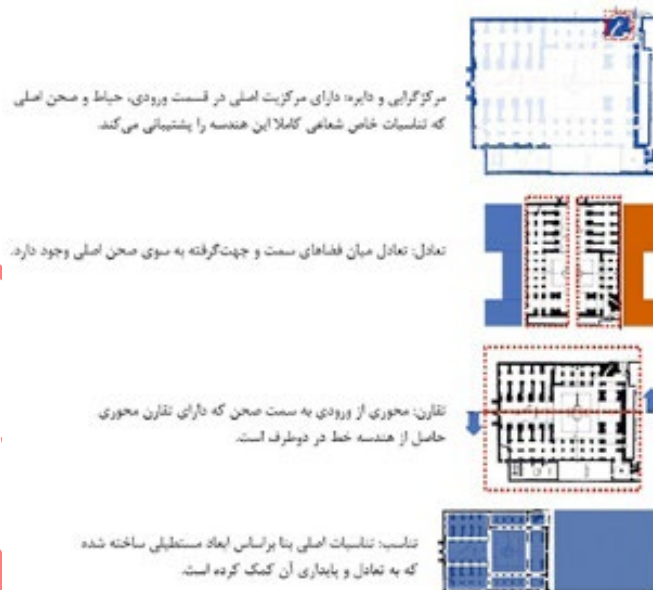 مرکزگرایی و دایره: دارای مرکزیت اصلی در قسمت ورودی، حیاط و صحن اصلی
که تناسبات خاص شعاعی کاملا این هندسه را پشتیبانی می‌کند.
تعادل: تعادل میان فضاهای سمت و جهت‌گرفته به سوی صحن اصلی وجود دارد.
تقارن: محوری از ورودی به سمت صحن که دارای تقارن محوری
حاصل از هندسه خط در دوطرف است.
تناسب: تناسبات اصلی بنا براساس ابعاد مستطیلی ساخته شده
که به تعادل و پایداری آن کمک کرده است.